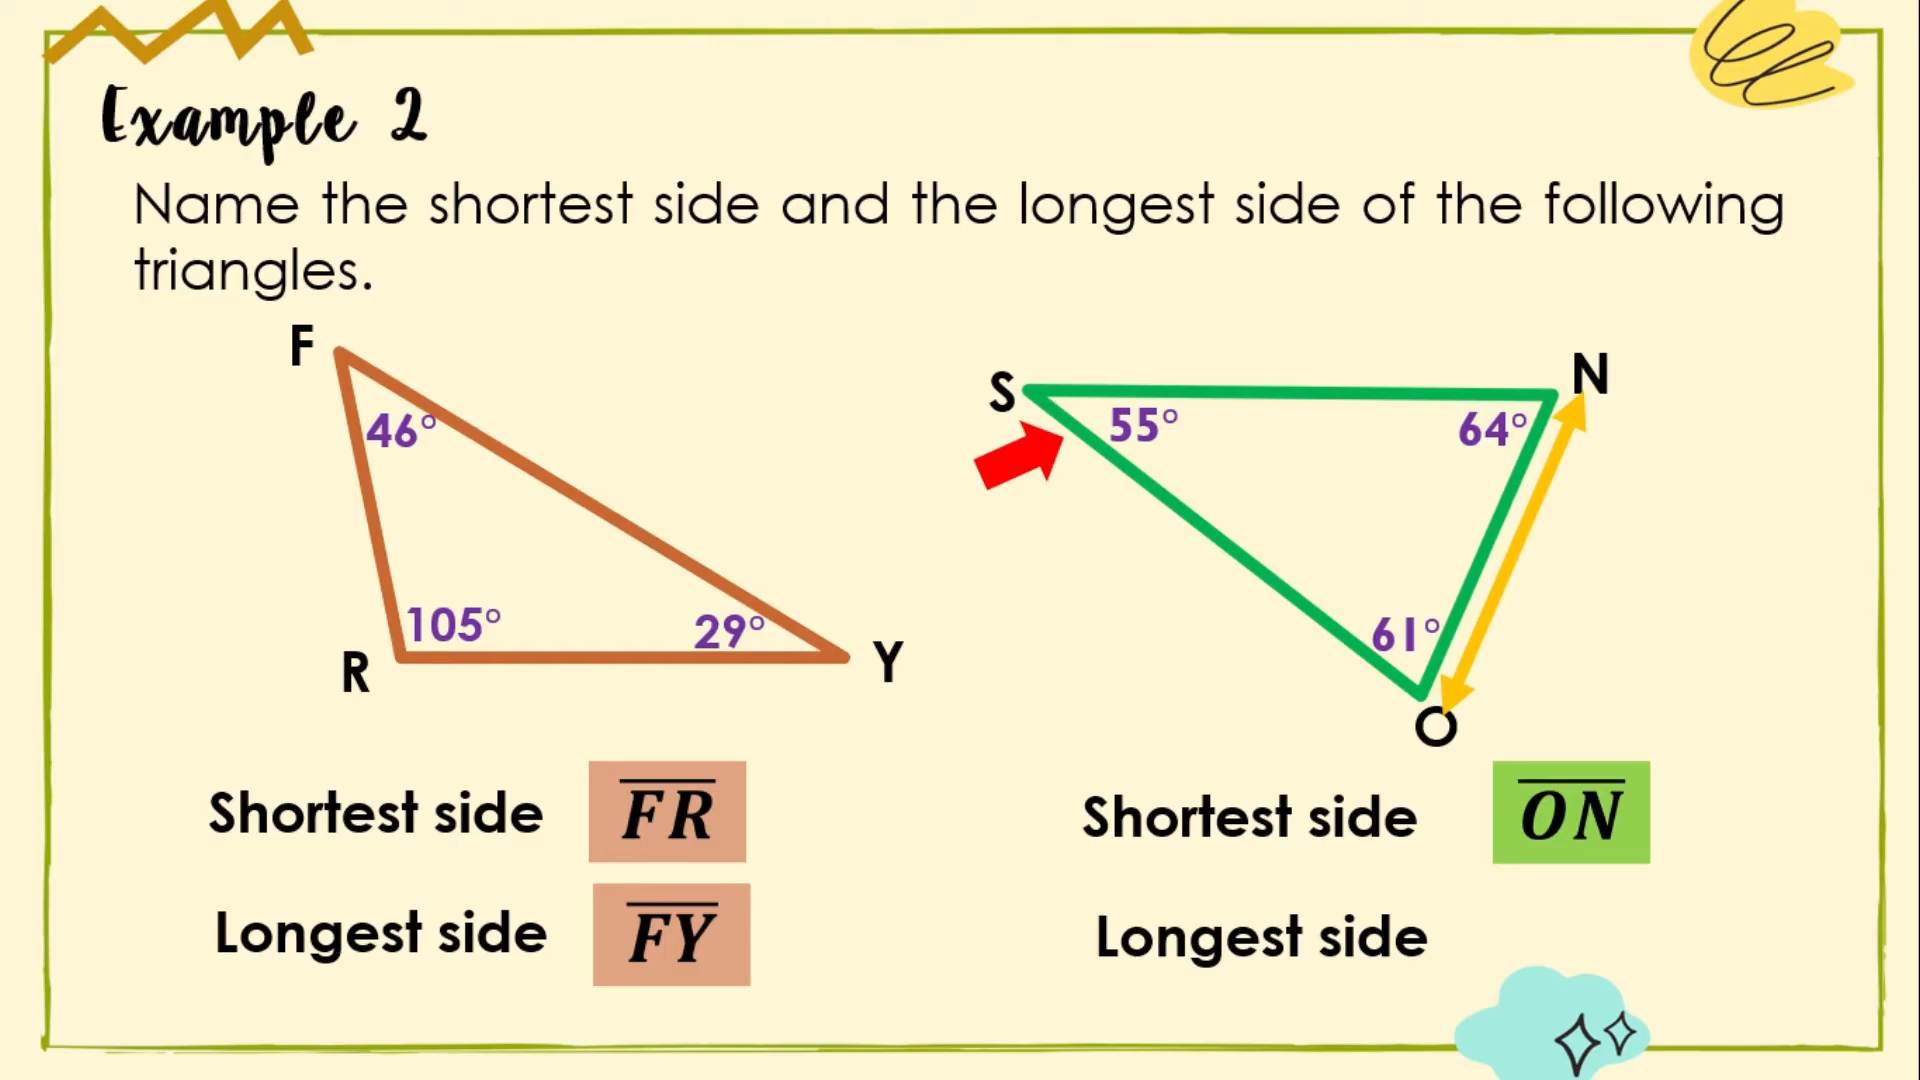 Example 2
Name the shortest side and the longest side of the following
triangles.
F
46°
R
105°
29°
Y
S
55°
64°
N
61°
O
Shortest side FR
Longest side FY
Shortest side ON
Longest side